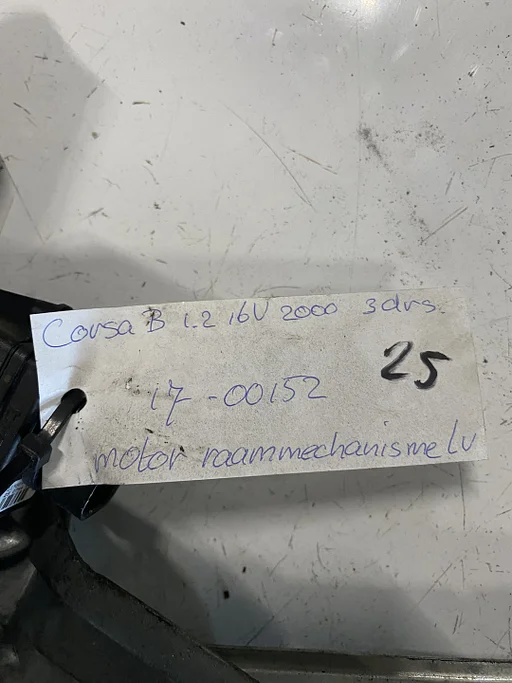 Corsa B 1.2 16V 2000 3drs.
25
17-00152
motor raammechanisme lv